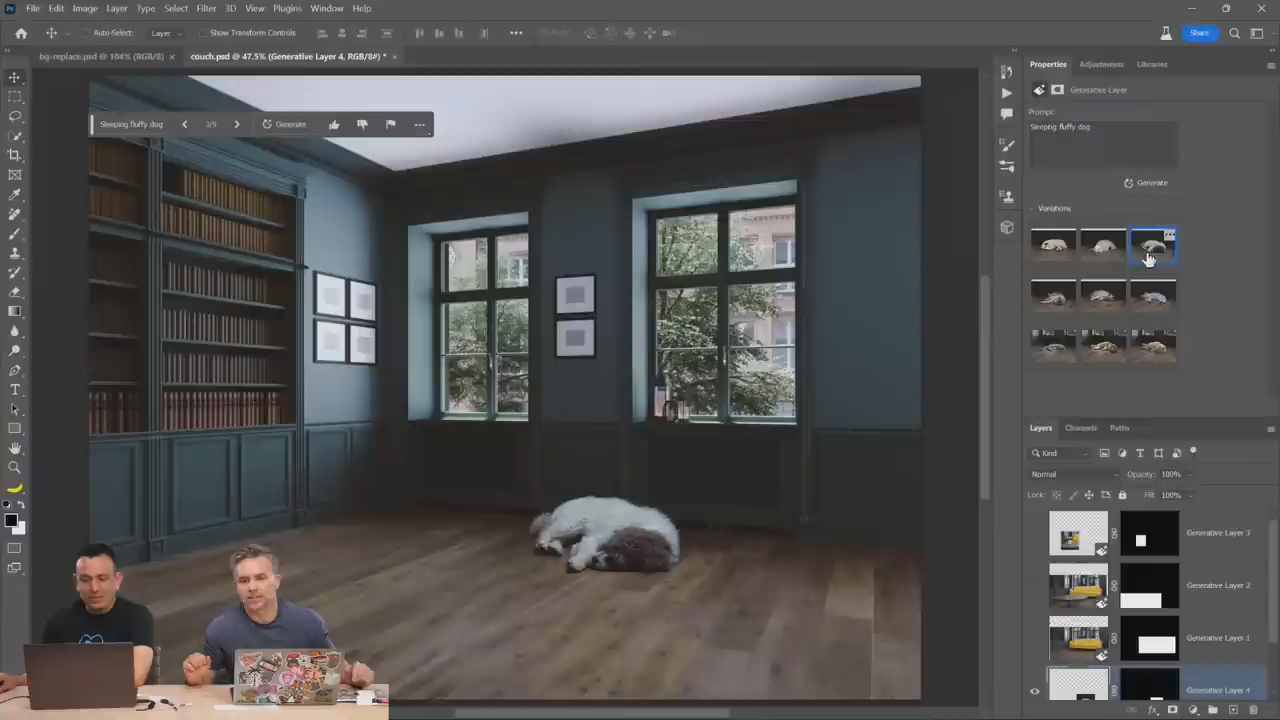 Ps File Edit Image Layer Type Select Filter 3D View Plugins Window Help
Auto-Select: Layer Show Transform Controls Share
bg-replace.psd @ 104% (RGB/8) × couch.psd @ 47.5% (Generative Layer 4, RGB/8#) * ×
Properties Adjustments Libraries
Generative Layer
Prompt:
Sleeping fluffy dog
Sleeping fluffy dog 3/9 Generate
Generate
Variations
Layers Channels Paths
Kind
Normal Opacity: 100%
Lock: Fill: 100%
Generative Layer 3
Generative Layer 2
Generative Layer 1
Generative Layer 4
fx